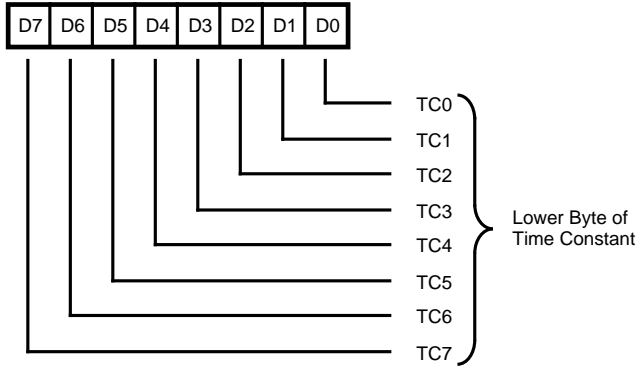 D7 D6 D5 D4 D3 D2 D1 D0
TC0
TC1
TC2
TC3
TC4
TC5
TC6
TC7
Lower Byte of
Time Constant